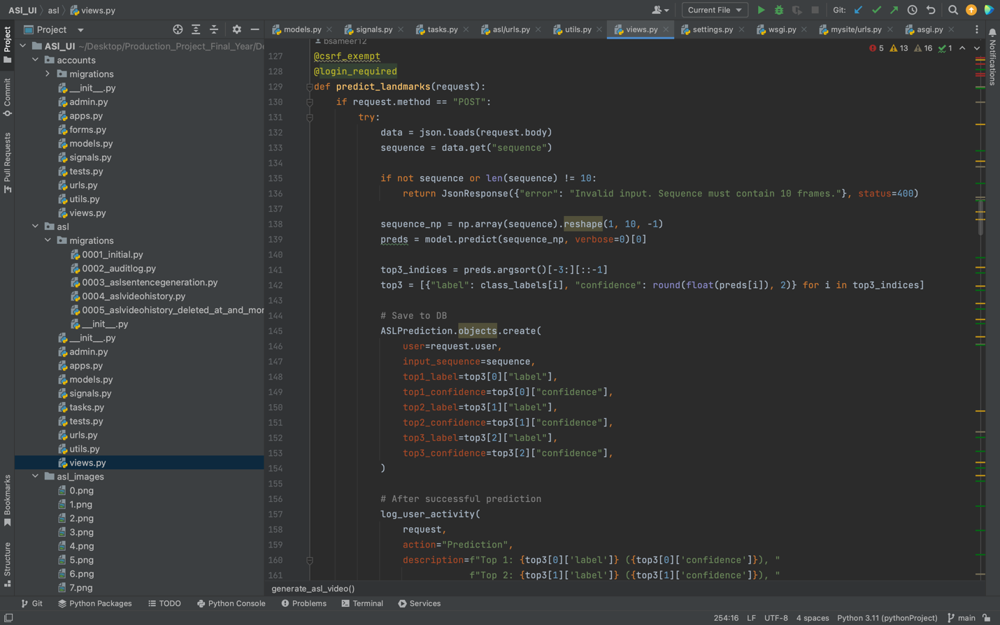 ASL_UI
asl
views.py
Current File
Git:
Project
models.py
signals.py
tasks.py
asl/urls.py
utils.py
views.py
settings.py
wsgi.py
mysite/urls.py
asgi.py
Project
Commit
Pull Requests
Bookmarks
Structure
Notifications
ASL_UI ~/Desktop/Production_Project_Final_Year/De
accounts
migrations
__init__.py
admin.py
apps.py
forms.py
models.py
signals.py
tests.py
urls.py
utils.py
views.py
asl
migrations
0001_initial.py
0002_auditlog.py
0003_aslsentencegeneration.py
0004_aslvideohistory.py
0005_aslvideohistory_deleted_at_and_mor
__init__.py
__init__.py
admin.py
apps.py
models.py
signals.py
tasks.py
tests.py
urls.py
utils.py
views.py
asl_images
0.png
1.png
2.png
3.png
4.png
5.png
6.png
7.png
bsameer12
5 13 16 1
127 @csrf_exempt
128 @login_required
129 def predict_landmarks(request):
130 if request.method == "POST":
131 try:
132 data = json.loads(request.body)
133 sequence = data.get("sequence")
134
135 if not sequence or len(sequence) != 10:
136 return JsonResponse({"error": "Invalid input. Sequence must contain 10 frames."}, status=400)
137
138 sequence_np = np.array(sequence).reshape(1, 10, -1)
139 preds = model.predict(sequence_np, verbose=0)[0]
140
141 top3_indices = preds.argsort()[-3:][::-1]
142 top3 = [{"label": class_labels[i], "confidence": round(float(preds[i]), 2)} for i in top3_indices]
143
144 # Save to DB
145 ASLPrediction.objects.create(
146 user=request.user,
147 input_sequence=sequence,
148 top1_label=top3[0]["label"],
149 top1_confidence=top3[0]["confidence"],
150 top2_label=top3[1]["label"],
151 top2_confidence=top3[1]["confidence"],
152 top3_label=top3[2]["label"],
153 top3_confidence=top3[2]["confidence"],
154 )
155
156 # After successful prediction
157 log_user_activity(
158 request,
159 action="Prediction",
160 description=f"Top 1: {top3[0]['label']} ({top3[0]['confidence']}), "
161 f"Top 2: {top3[1]['label']} ({top3[1]['confidence']}), "
generate_asl_video()
Git
Python Packages
TODO
Python Console
Problems
Terminal
Services
254:16 LF UTF-8 4 spaces Python 3.11 (pythonProject) main